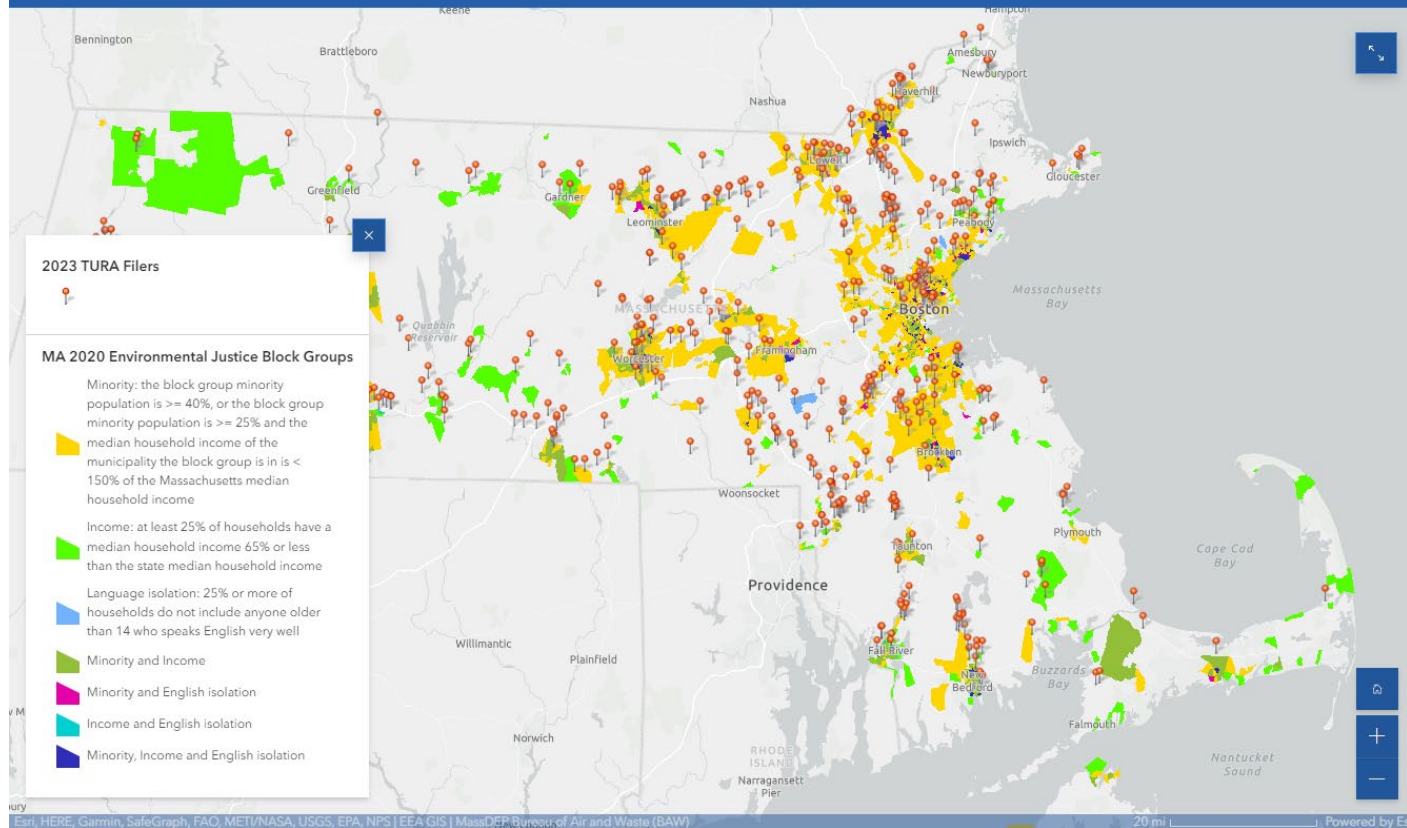 Keene
Hampton
Bennington
Brattleboro
Amesbury
Newburyport
Nashua
Haverhill
Ipswich
Lowell
Gloucester
Greenfield
Gardner
Leominster
Peabody
Massachusetts
Bay
MASSACHUSETTS
Boston
Quabbin
Reservoir
Worcester
Framingham
Brockton
Woonsocket
Plymouth
Taunton
Cape Cod
Bay
Providence
Willimantic
Plainfield
Fall River
New
Bedford
Buzzards
Bay
Falmouth
Norwich
RHODE
ISLAND
Nantucket
Sound
Narragansett
Pier
2023 TURA Filers
MA 2020 Environmental Justice Block Groups
Minority: the block group minority
population is >= 40%, or the block group
minority population is >= 25% and the
median household income of the
municipality the block group is in is <
150% of the Massachusetts median
household income
Income: at least 25% of households have a
median household income 65% or less
than the state median household income
Language isolation: 25% or more of
households do not include anyone older
than 14 who speaks English very well
Minority and Income
Minority and English isolation
Income and English isolation
Minority, Income and English isolation
Esri, HERE, Garmin, SafeGraph, FAO, METI/NASA, USGS, EPA, NPS | EEA GIS | MassDEP Bureau of Air and Waste (BAW)
20 mi
Powered by Es